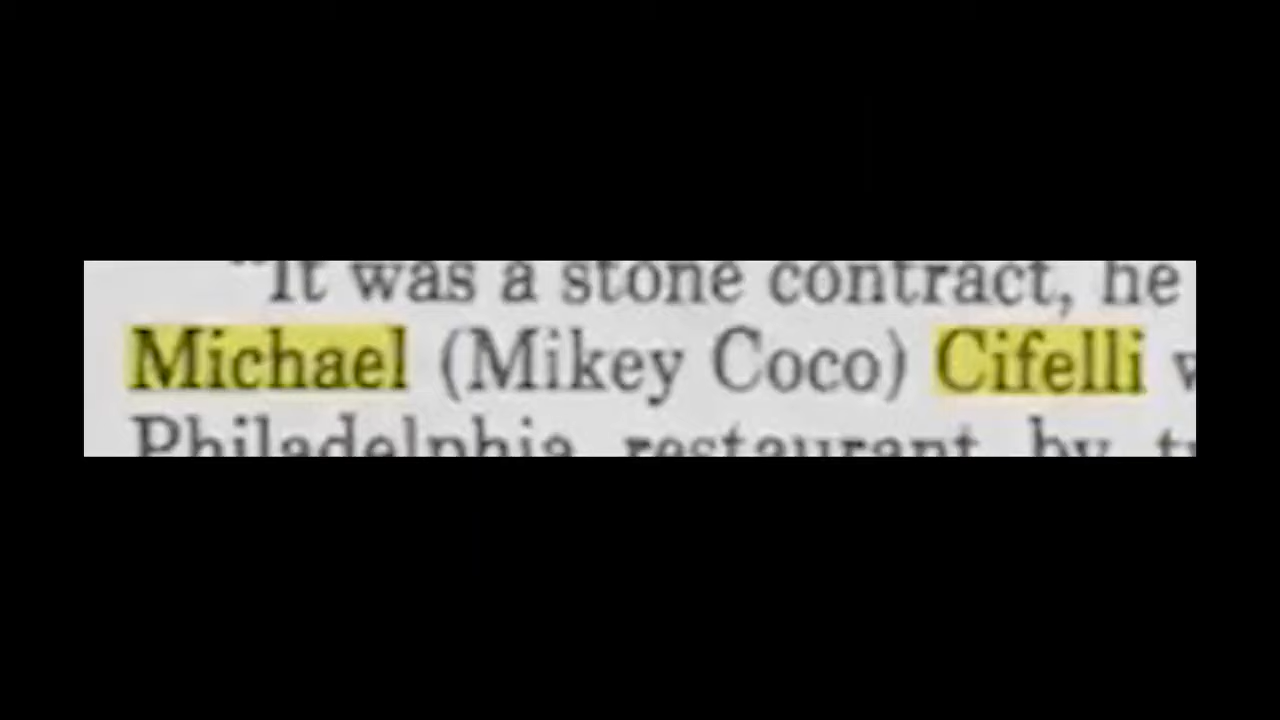 "It was a stone contract, he
Michael (Mikey Coco) Cifelli
Philadelphia restaurant by